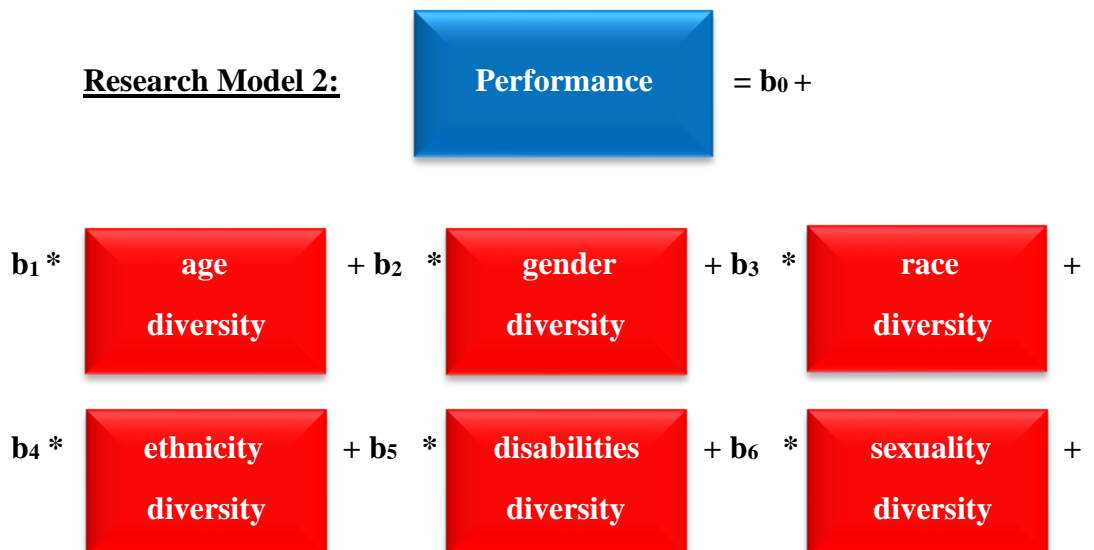 Research Model 2: Performance = b0 +
b1 * age diversity + b2 * gender diversity + b3 * race diversity +
b4 * ethnicity diversity + b5 * disabilities diversity + b6 * sexuality diversity +